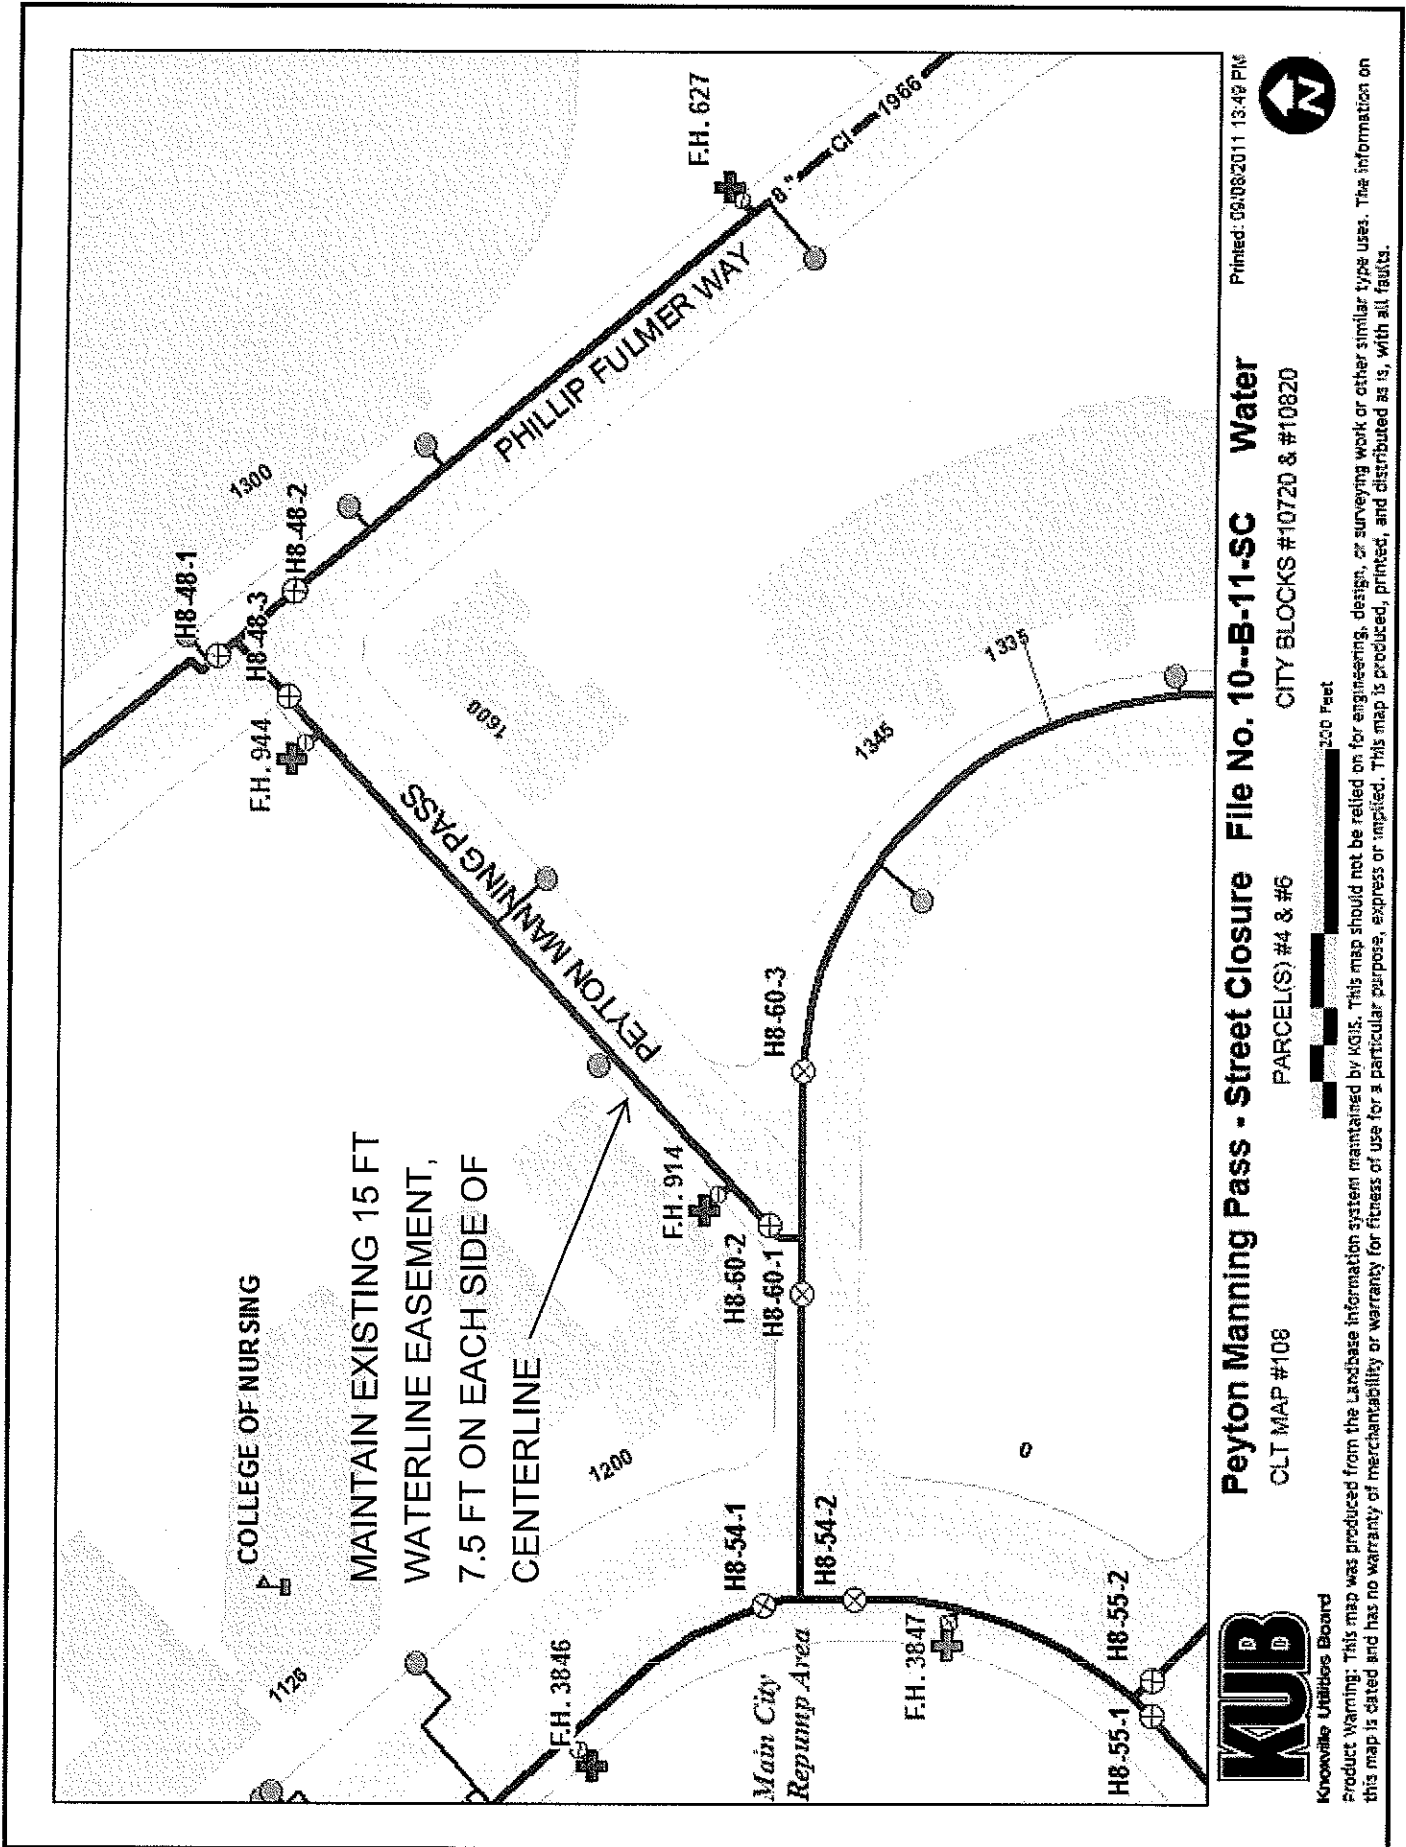 COLLEGE OF NURSING
MAINTAIN EXISTING 15 FT
WATERLINE EASEMENT,
7.5 FT ON EACH SIDE OF
CENTERLINE
1126
F.H. 3846
1200
H8-54-1
Main City
Repump Area
H8-54-2
F.H. 3847
H8-55-1
H8-55-2
0
F.H. 914
H8-60-2
H8-60-1
H8-60-3
PEYTON MANNING PASS
1345
1335
1600
F.H. 944
H8-48-3
H8-48-1
H8-48-2
1300
PHILLIP FULMER WAY
F.H. 627
8 " CI 1966
KUB
Knoxville Utilities Board
Peyton Manning Pass - Street Closure File No. 10--B-11-SC Water
Printed: 09/08/2011 13:49 PM
CLT MAP #108
PARCEL(S) #4 & #6
CITY BLOCKS #10720 & #10820
N
200 Feet
Product Warning: This map was produced from the Landbase information system maintained by KGIS. This map should not be relied on for engineering, design, or surveying work or other similar type uses. The information on
this map is dated and has no warranty of merchantability or warranty for fitness of use for a particular purpose, express or implied. This map is produced, printed, and distributed as is, with all faults.